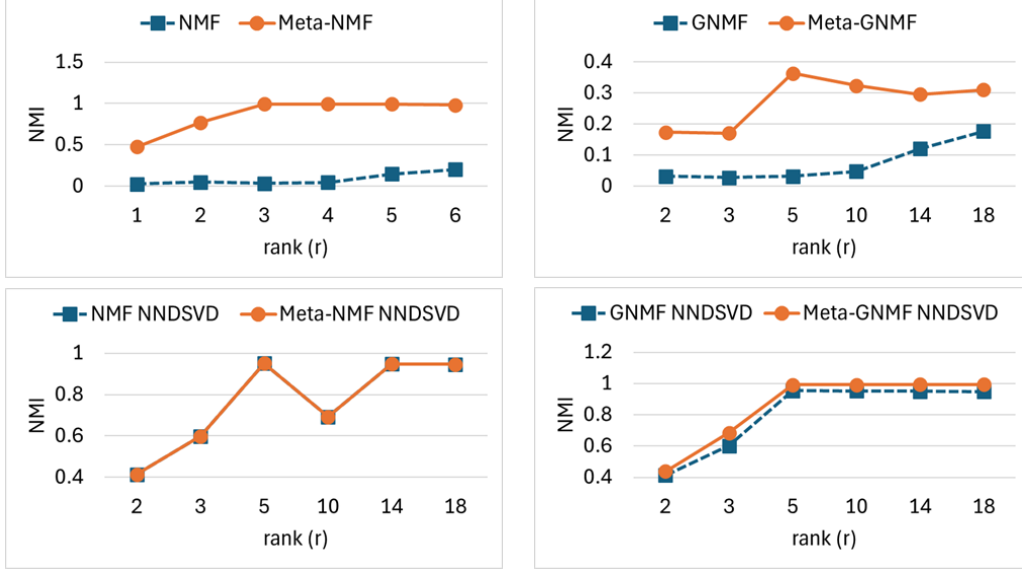 NMF Meta-NMF
1.5
1
0.5
0
NMI
1 2 3 4 5 6
rank (r)
GNMF Meta-GNMF
0.4
0.3
0.2
0.1
0
NMI
2 3 5 10 14 18
rank (r)
NMF NNDSVD Meta-NMF NNDSVD
1
0.8
0.6
0.4
NMI
2 3 5 10 14 18
rank (r)
GNMF NNDSVD Meta-GNMF NNDSVD
1.2
1
0.8
0.6
0.4
NMI
2 3 5 10 14 18
rank (r)